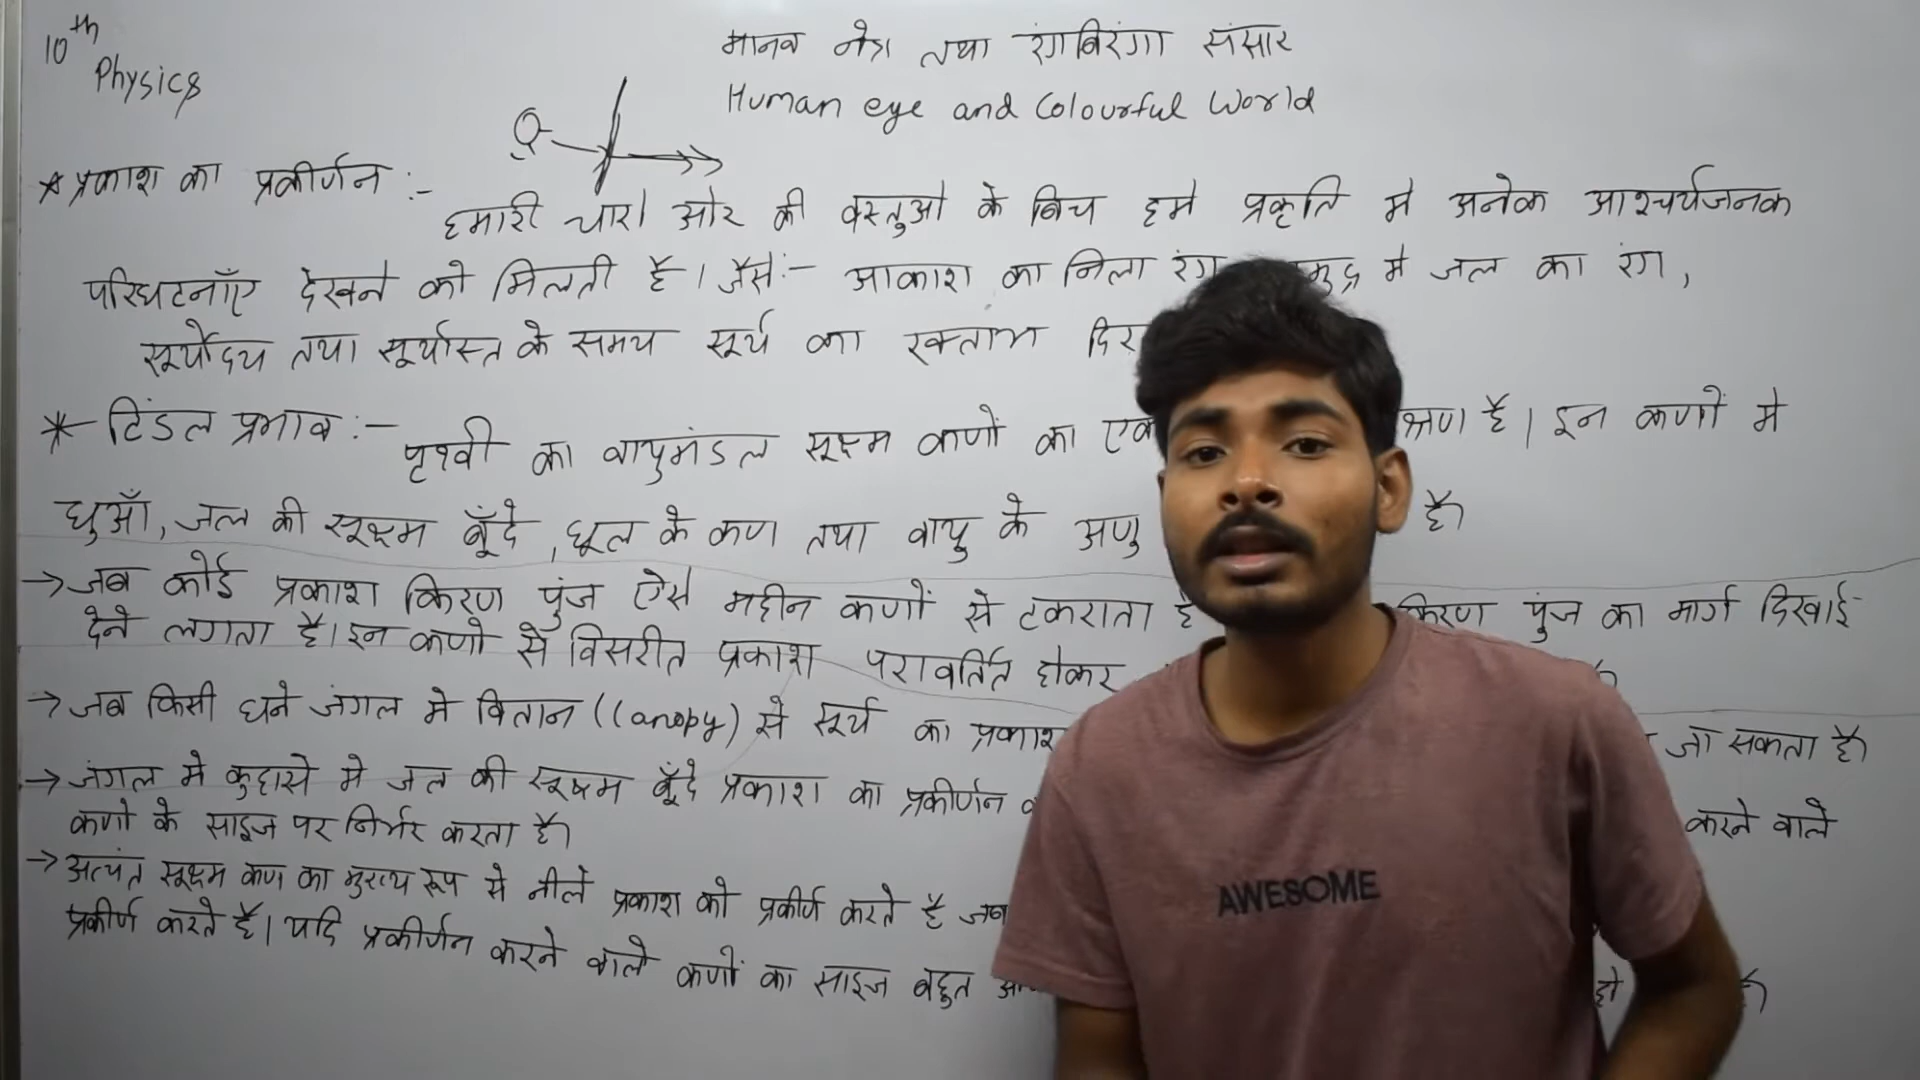 10th
Physics
मानव नेत्र तथा रंगबिरंगा संसार
Human eye and Colourful World
* प्रकाश का प्रकीर्णन :-
हमारी चारो ओर की वस्तुओ के बिच हमे प्रकृति मे अनेक आश्चर्यजनक
परिघटनाँए देखने को मिलती है। जैसे:- आकाश का निला रंग मे जल का रंग,
सूर्योदय तथा सूर्यास्त के समय सूर्य का रक्ताभ
* टिंडल प्रभाव :- पृथ्वी का वायुमंडल सूक्ष्म कणों का है। इन कणों मे
धुआँ, जल की सूक्ष्म बूँदे, धूल के कण तथा वायु के अणु है।
→ जब कोई प्रकाश किरण पुंज ऐसे महीन कणों से टकराता किरण पुंज का मार्ग दिखाई
देने लगता है। इन कणो से विसरीत प्रकाश परावर्तित होकर
→ जब किसी घने जंगल मे वितान (Canopy) से सूर्य का प्रकाश जा सकता है।
→ जंगल मे कुहासे मे जल की सूक्ष्म बूँदे प्रकाश का प्रकीर्णन करने वाले
कणो के साइज पर निर्भर करता है।
→ अत्यंत सूक्ष्म कण का मुख्य रूप से नीले प्रकाश को प्रकीर्ण करते है जब
प्रकीर्ण करते है। यदि प्रकीर्णन करने वाले कणों का साइज बहुत हो
AWESOME